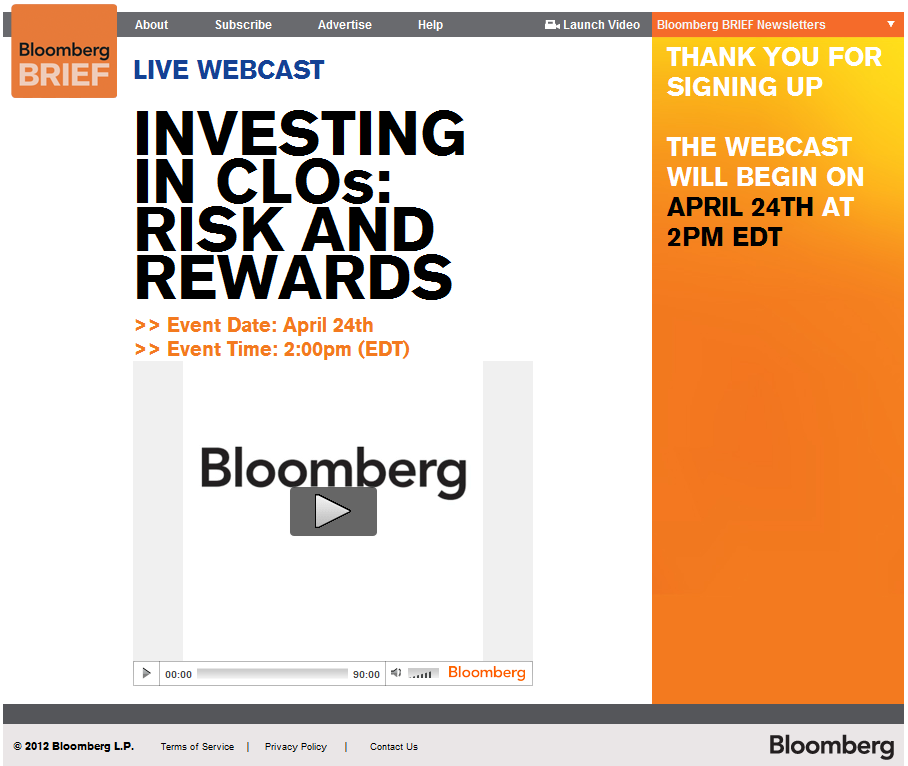 About Subscribe Advertise Help Launch Video Bloomberg BRIEF Newsletters
Bloomberg
BRIEF
LIVE WEBCAST
INVESTING
IN CLOs:
RISK AND
REWARDS
>> Event Date: April 24th
>> Event Time: 2:00pm (EDT)
Bloomberg
00:00 90:00 Bloomberg
THANK YOU FOR
SIGNING UP
THE WEBCAST
WILL BEGIN ON
APRIL 24TH AT
2PM EDT
© 2012 Bloomberg L.P. Terms of Service | Privacy Policy | Contact Us Bloomberg